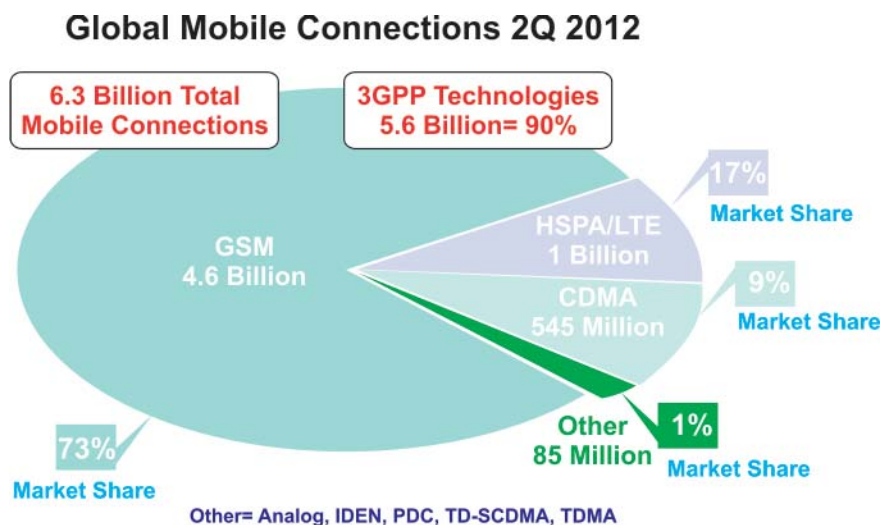 Global Mobile Connections 2Q 2012
6.3 Billion Total
Mobile Connections
3GPP Technologies
5.6 Billion= 90%
17%
Market Share
HSPA/LTE
1 Billion
GSM
4.6 Billion
9%
Market Share
CDMA
545 Million
Other
85 Million
1%
Market Share
73%
Market Share
Other= Analog, IDEN, PDC, TD-SCDMA, TDMA